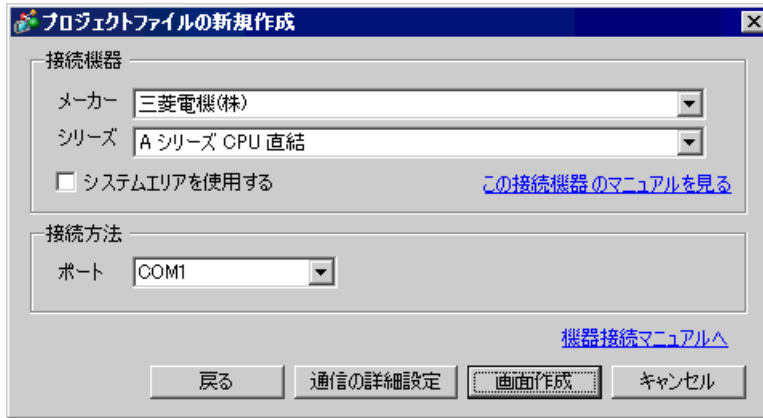 プロジェクトファイルの新規作成
接続機器
メーカー 三菱電機(株)
シリーズ A シリーズ CPU 直結
システムエリアを使用する この接続機器のマニュアルを見る
接続方法
ポート COM1
機器接続マニュアルへ
戻る 通信の詳細設定 画面作成 キャンセル